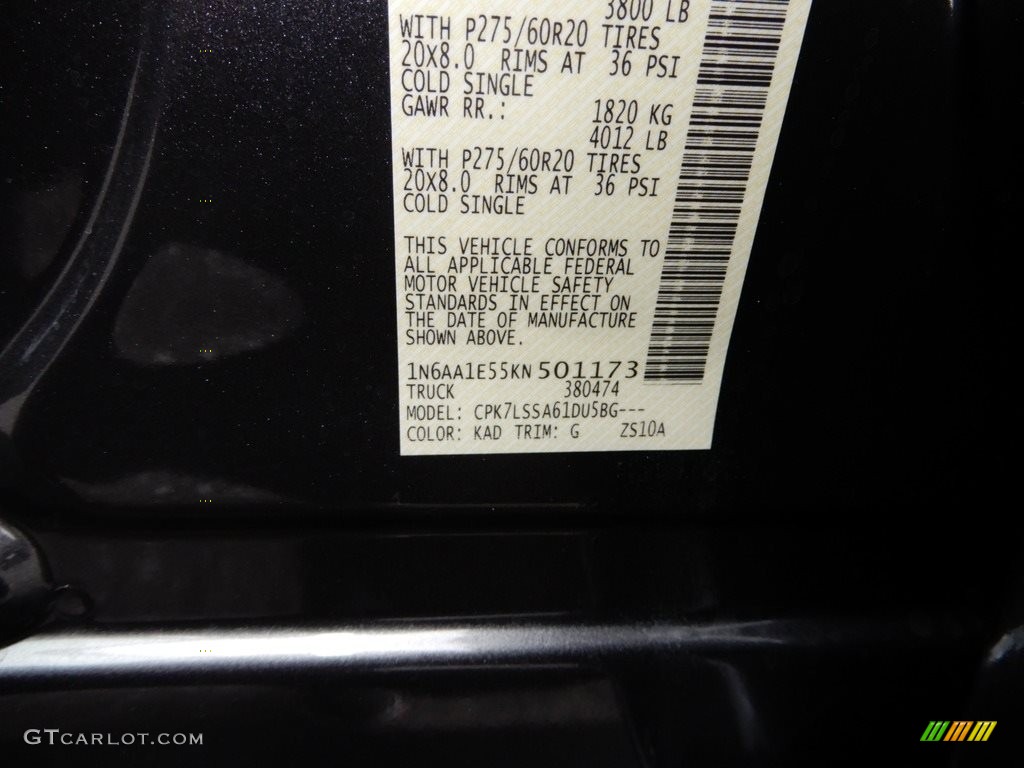 3800 LB
WITH P275/60R20 TIRES
20X8.0 RIMS AT 36 PSI
COLD SINGLE
GAWR RR.: 1820 KG
4012 LB
WITH P275/60R20 TIRES
20X8.0 RIMS AT 36 PSI
COLD SINGLE
THIS VEHICLE CONFORMS TO
ALL APPLICABLE FEDERAL
MOTOR VEHICLE SAFETY
STANDARDS IN EFFECT ON
THE DATE OF MANUFACTURE
SHOWN ABOVE.
1N6AA1E55KN501173
TRUCK 380474
MODEL: CPK7LSSA61DU5BG---
COLOR: KAD TRIM: G ZS10A
GTCARLOT.COM